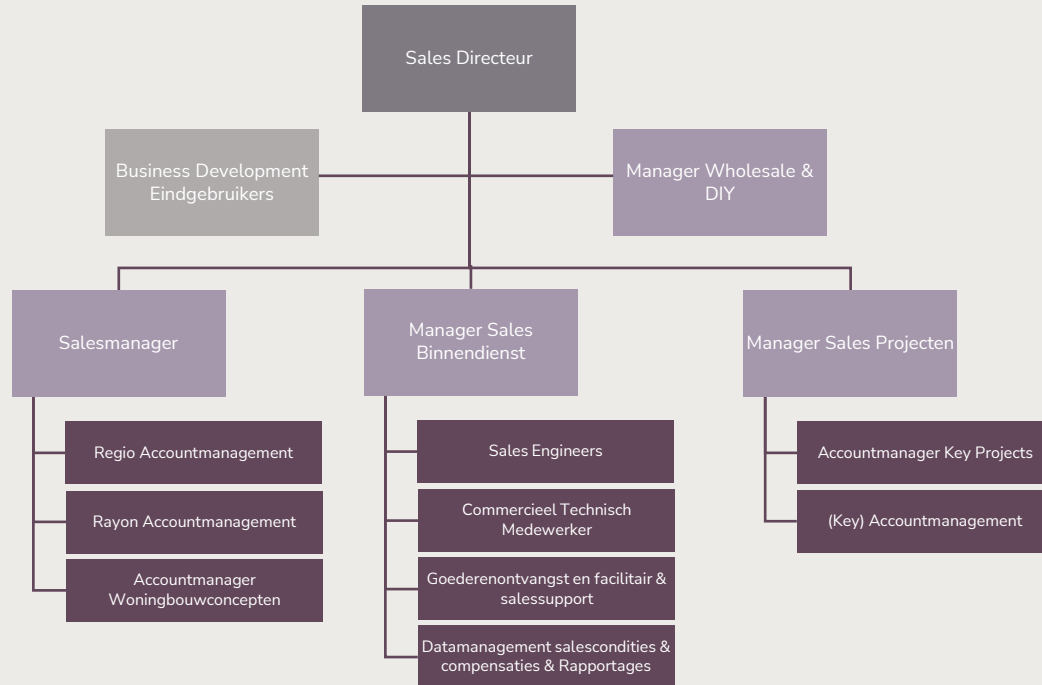 Sales Directeur
Business Development
Eindgebruikers
Manager Wholesale &
DIY
Salesmanager
Manager Sales
Binnendienst
Manager Sales Projecten
Regio Accountmanagement
Rayon Accountmanagement
Accountmanager
Woningbouwconcepten
Sales Engineers
Commercieel Technisch
Medewerker
Goederenontvangst en facilitair &
salessupport
Datamanagement salescondities &
compensaties & Rapportages
Accountmanager Key Projects
(Key) Accountmanagement